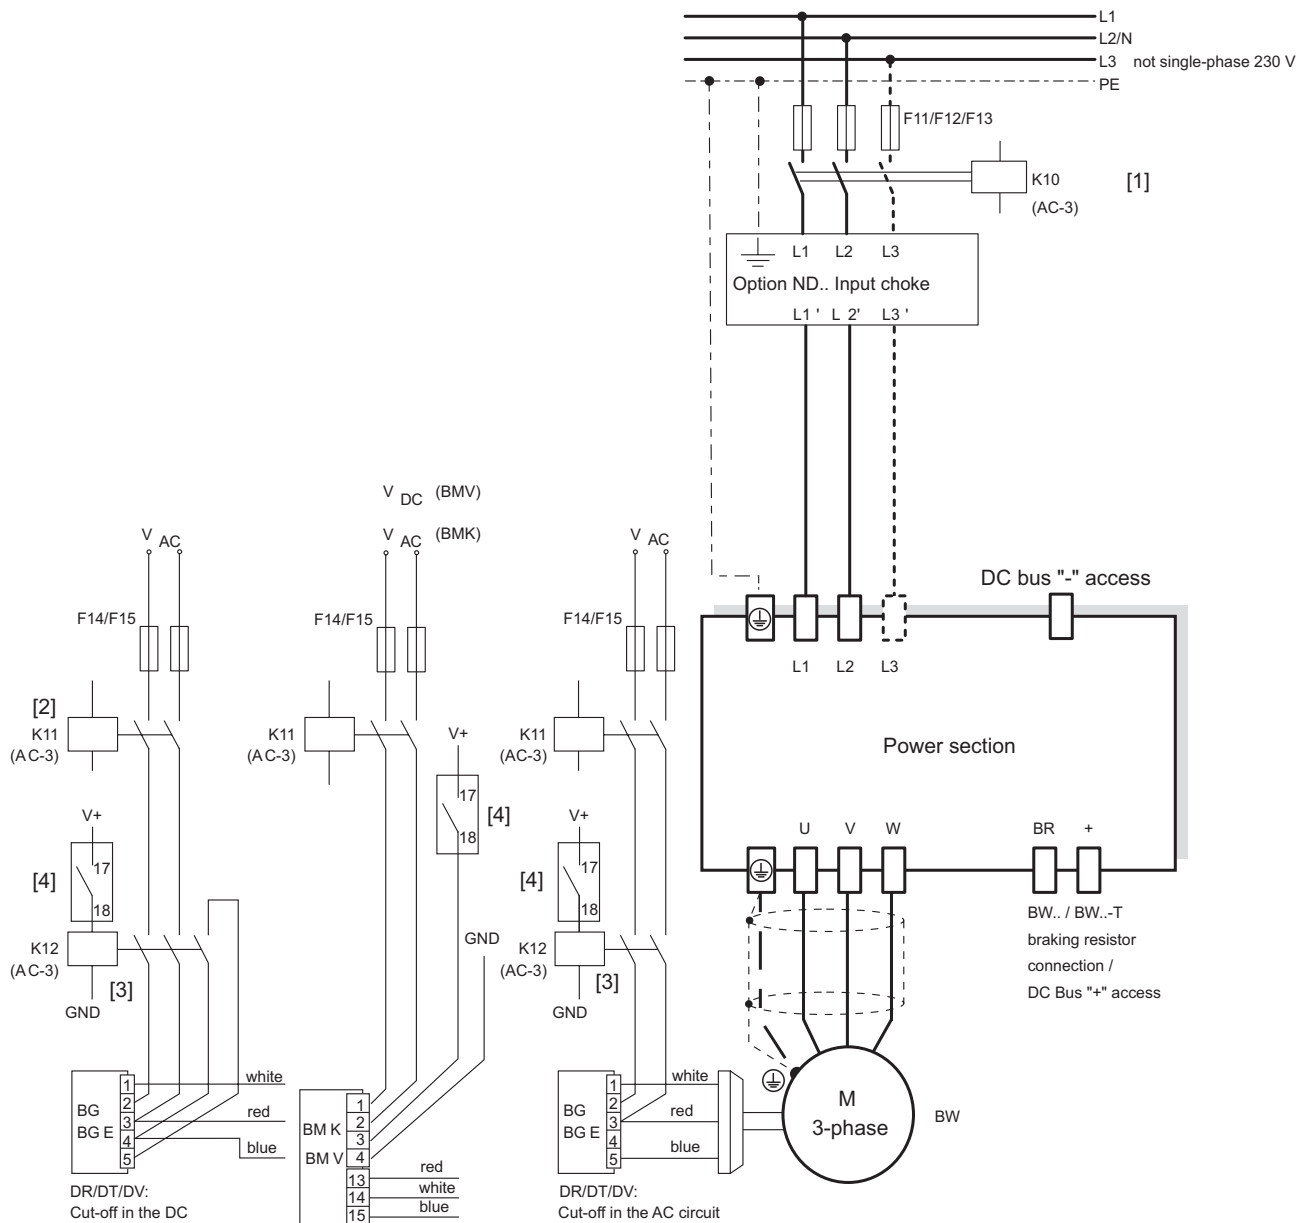 L1
L2/N
L3 not single-phase 230 V
PE
F11/F12/F13
K10
(AC-3)
[1]
L1 L2 L3
Option ND.. Input choke
L1 ' L 2' L3 '
V DC (BMV)
V AC (BMK)
V AC
V AC
DC bus "-" access
F14/F15
F14/F15
F14/F15
L1 L2 L3
[2]
K11
(AC-3)
K11
(AC-3)
V+
K11
(AC-3)
Power section
17
18
[4]
V+
17
18
[4]
V+
17
18
[4]
U V W
BR +
BW.. / BW..-T
braking resistor
connection /
DC Bus "+" access
K12
(AC-3)
[3]
GND
GND
K12
(AC-3)
[3]
GND
BG
BG E
1
2
3
4
5
white
red
blue
DR/DT/DV:
Cut-off in the DC
BM K
BM V
1
2
3
4
13
14
15
red
white
blue
BG
BG E
1
2
3
4
5
white
red
blue
DR/DT/DV:
Cut-off in the AC circuit
M
3-phase
BW